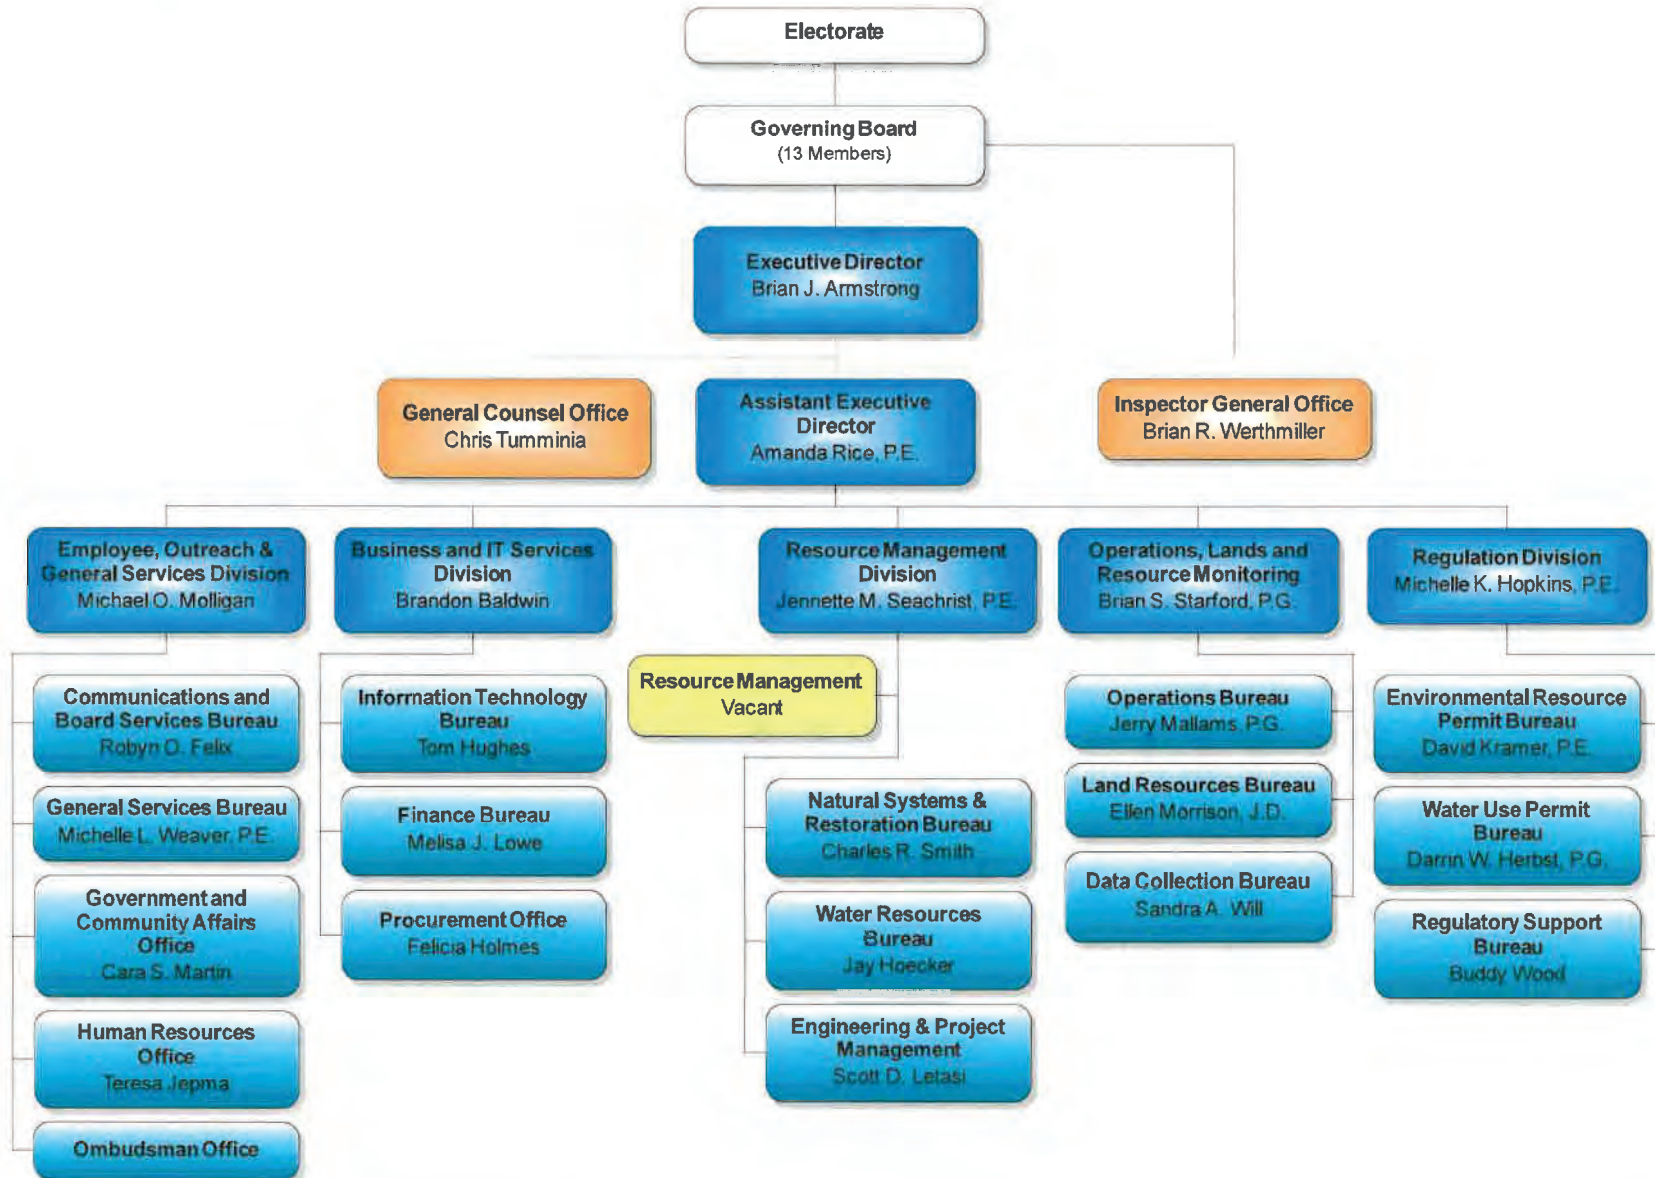 Electorate
Governing Board
(13 Members)
Executive Director
Brian J. Armstrong
General Counsel Office
Chris Tumminia
Assistant Executive
Director
Amanda Rice, P.E.
Inspector General Office
Brian R. Werthmiller
Employee, Outreach &
General Services Division
Michael O. Molligan
Business and IT Services
Division
Brandon Baldwin
Resource Management
Division
Jennette M. Seachrist, P.E.
Operations, Lands and
Resource Monitoring
Brian S. Starford, P.G.
Regulation Division
Michelle K. Hopkins, P.E.
Communications and
Board Services Bureau
Robyn O. Felix
General Services Bureau
Michelle L. Weaver, P.E.
Government and
Community Affairs
Office
Cara S. Martin
Human Resources
Office
Teresa Jepma
Ombudsman Office
Information Technology
Bureau
Tom Hughes
Finance Bureau
Melisa J. Lowe
Procurement Office
Felicia Holmes
Resource Management
Vacant
Natural Systems &
Restoration Bureau
Charles R. Smith
Water Resources
Bureau
Jay Hoecker
Engineering & Project
Management
Scott D. Letasi
Operations Bureau
Jerry Mallams, P.G.
Land Resources Bureau
Ellen Morrison, J.D.
Data Collection Bureau
Sandra A. Will
Environmental Resource
Permit Bureau
David Kramer, P.E.
Water Use Permit
Bureau
Darrin W. Herbst, P.G.
Regulatory Support
Bureau
Buddy Wood